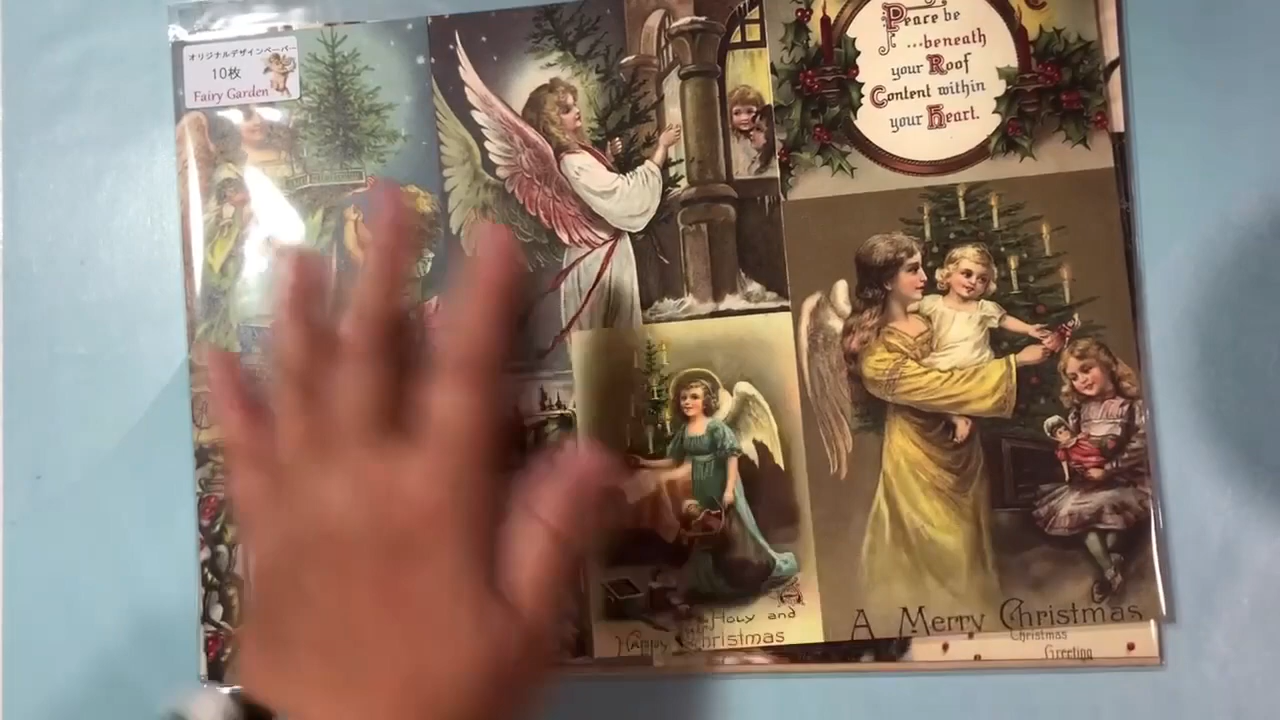 オリジナルデザインペーパー
10枚
Fairy Garden
Peace be
...beneath
your Roof
Content within
your Heart.
Holy and
Happy Christmas
A Merry Christmas
Christmas
Greeting